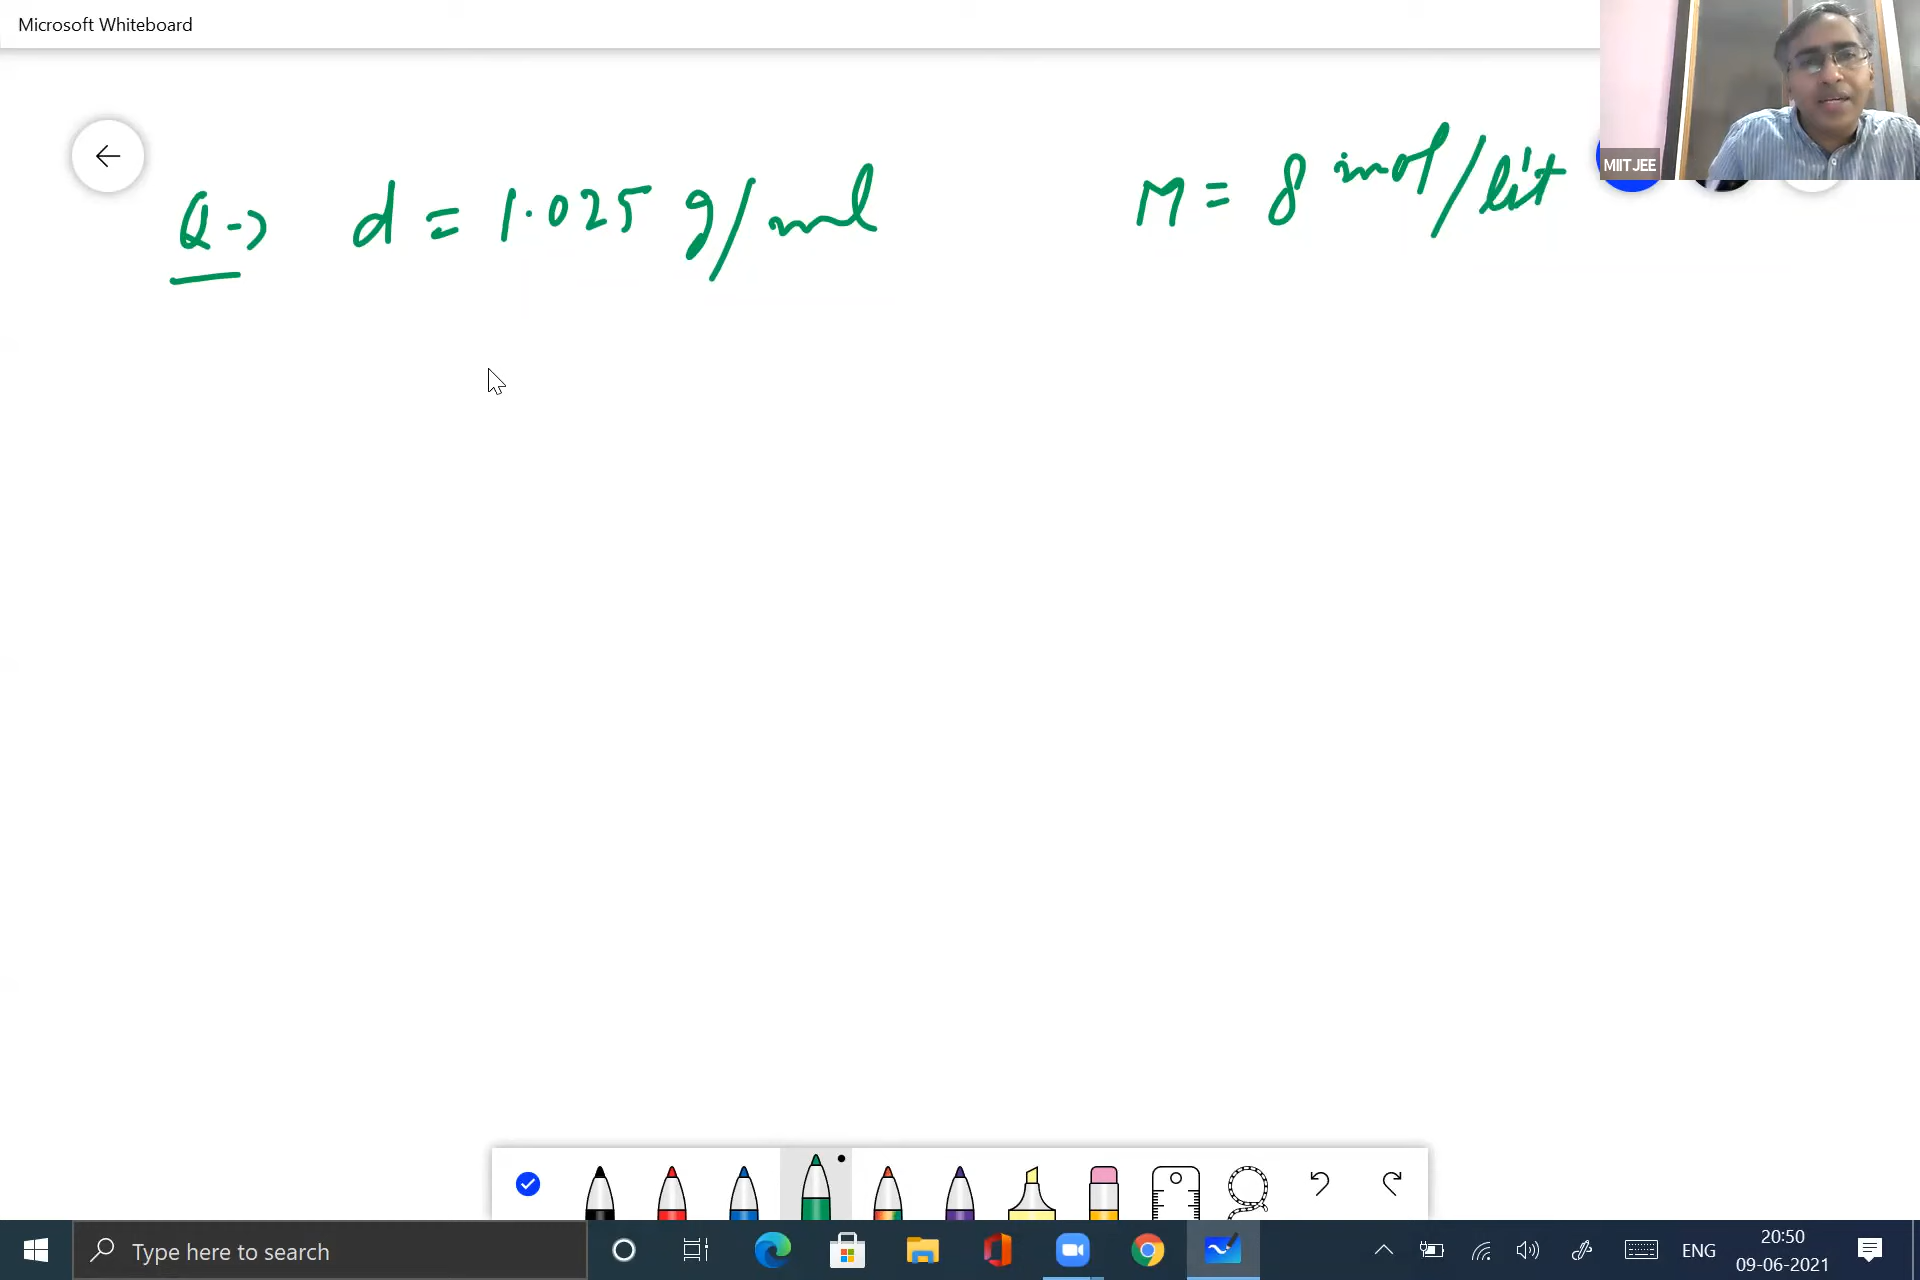 Microsoft Whiteboard
MIIT JEE
Q-> d = 1.025 g/ml M = 8 mol/lit
Type here to search
ENG
20:50
09-06-2021